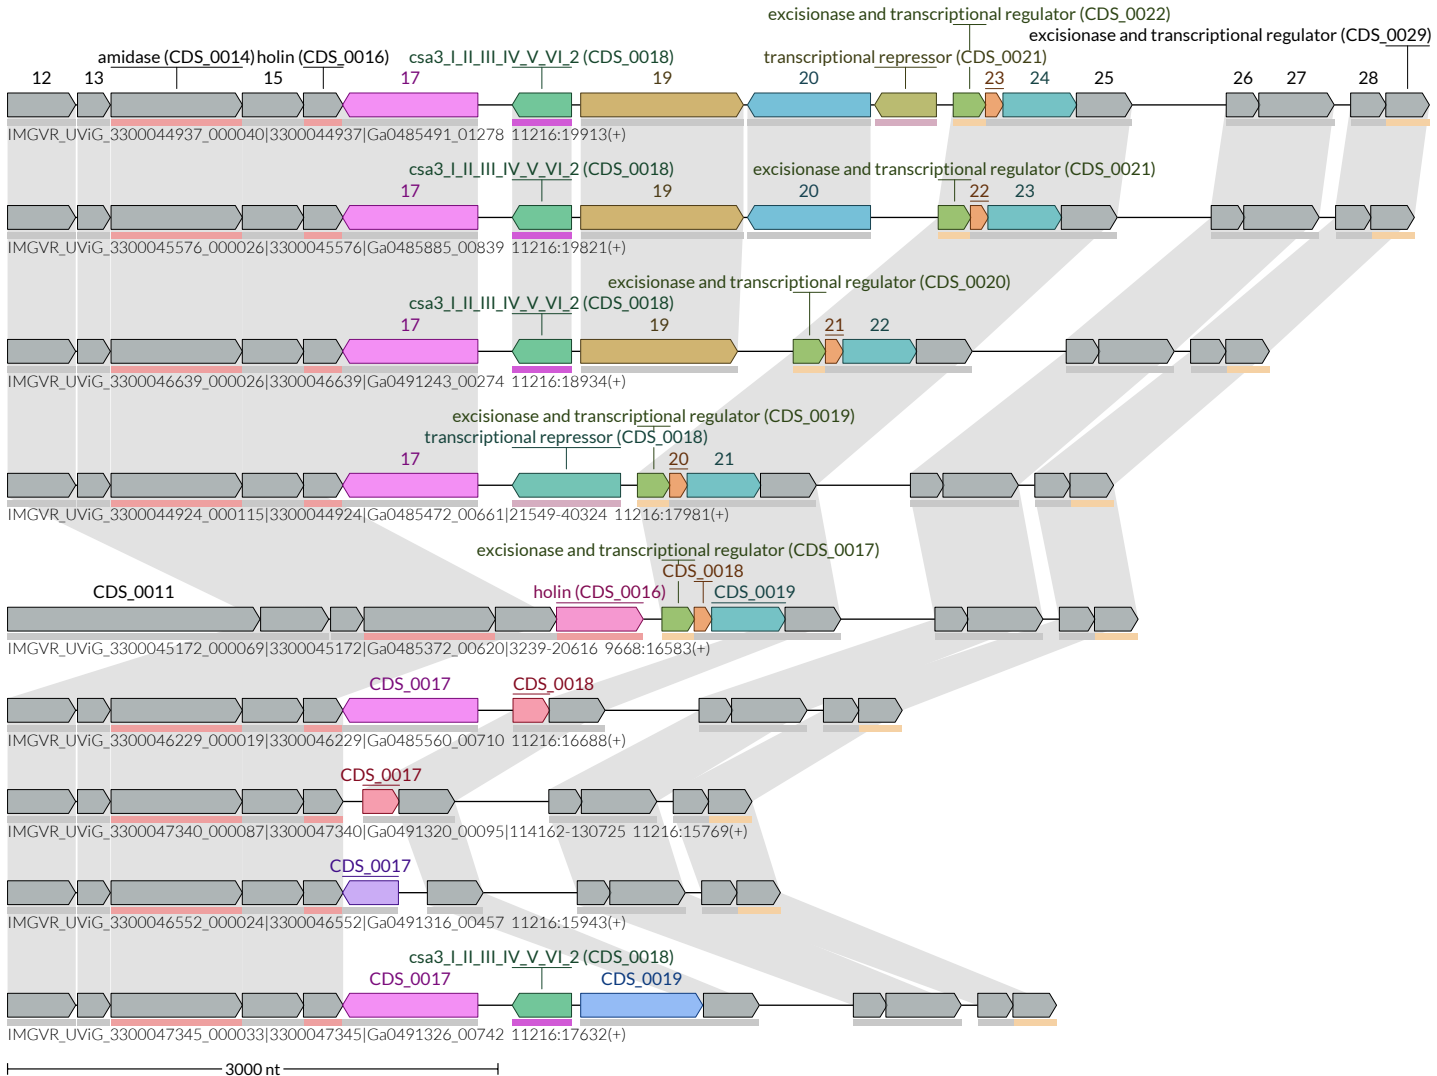 excisionase and transcriptional regulator (CDS_0022)
excisionase and transcriptional regulator (CDS_0029)
amidase (CDS_0014) holin (CDS_0016) csa3_I_II_III_IV_V_VI_2 (CDS_0018) transcriptional repressor (CDS_0021)
12 13 15 17 19 20 23 24 25 26 27 28
IMGVR_UViG_3300044937_000040|3300044937|Ga0485491_01278 11216:19913(+)
csa3_I_II_III_IV_V_VI_2 (CDS_0018) excisionase and transcriptional regulator (CDS_0021)
17 19 20 22 23
IMGVR_UViG_3300045576_000026|3300045576|Ga0485885_00839 11216:19821(+)
excisionase and transcriptional regulator (CDS_0020)
csa3_I_II_III_IV_V_VI_2 (CDS_0018)
17 19 21 22
IMGVR_UViG_3300046639_000026|3300046639|Ga0491243_00274 11216:18934(+)
excisionase and transcriptional regulator (CDS_0019)
transcriptional repressor (CDS_0018)
17 20 21
IMGVR_UViG_3300044924_000115|3300044924|Ga0485472_00661|21549-40324 11216:17981(+)
excisionase and transcriptional regulator (CDS_0017)
CDS_0018
CDS_0011 holin (CDS_0016) CDS_0019
IMGVR_UViG_3300045172_000069|3300045172|Ga0485372_00620|3239-20616 9668:16583(+)
CDS_0017 CDS_0018
IMGVR_UViG_3300046229_000019|3300046229|Ga0485560_00710 11216:16688(+)
CDS_0017
IMGVR_UViG_3300047340_000087|3300047340|Ga0491320_00095|114162-130725 11216:15769(+)
CDS_0017
IMGVR_UViG_3300046552_000024|3300046552|Ga0491316_00457 11216:15943(+)
csa3_I_II_III_IV_V_VI_2 (CDS_0018)
CDS_0017 CDS_0019
IMGVR_UViG_3300047345_000033|3300047345|Ga0491326_00742 11216:17632(+)
3000 nt